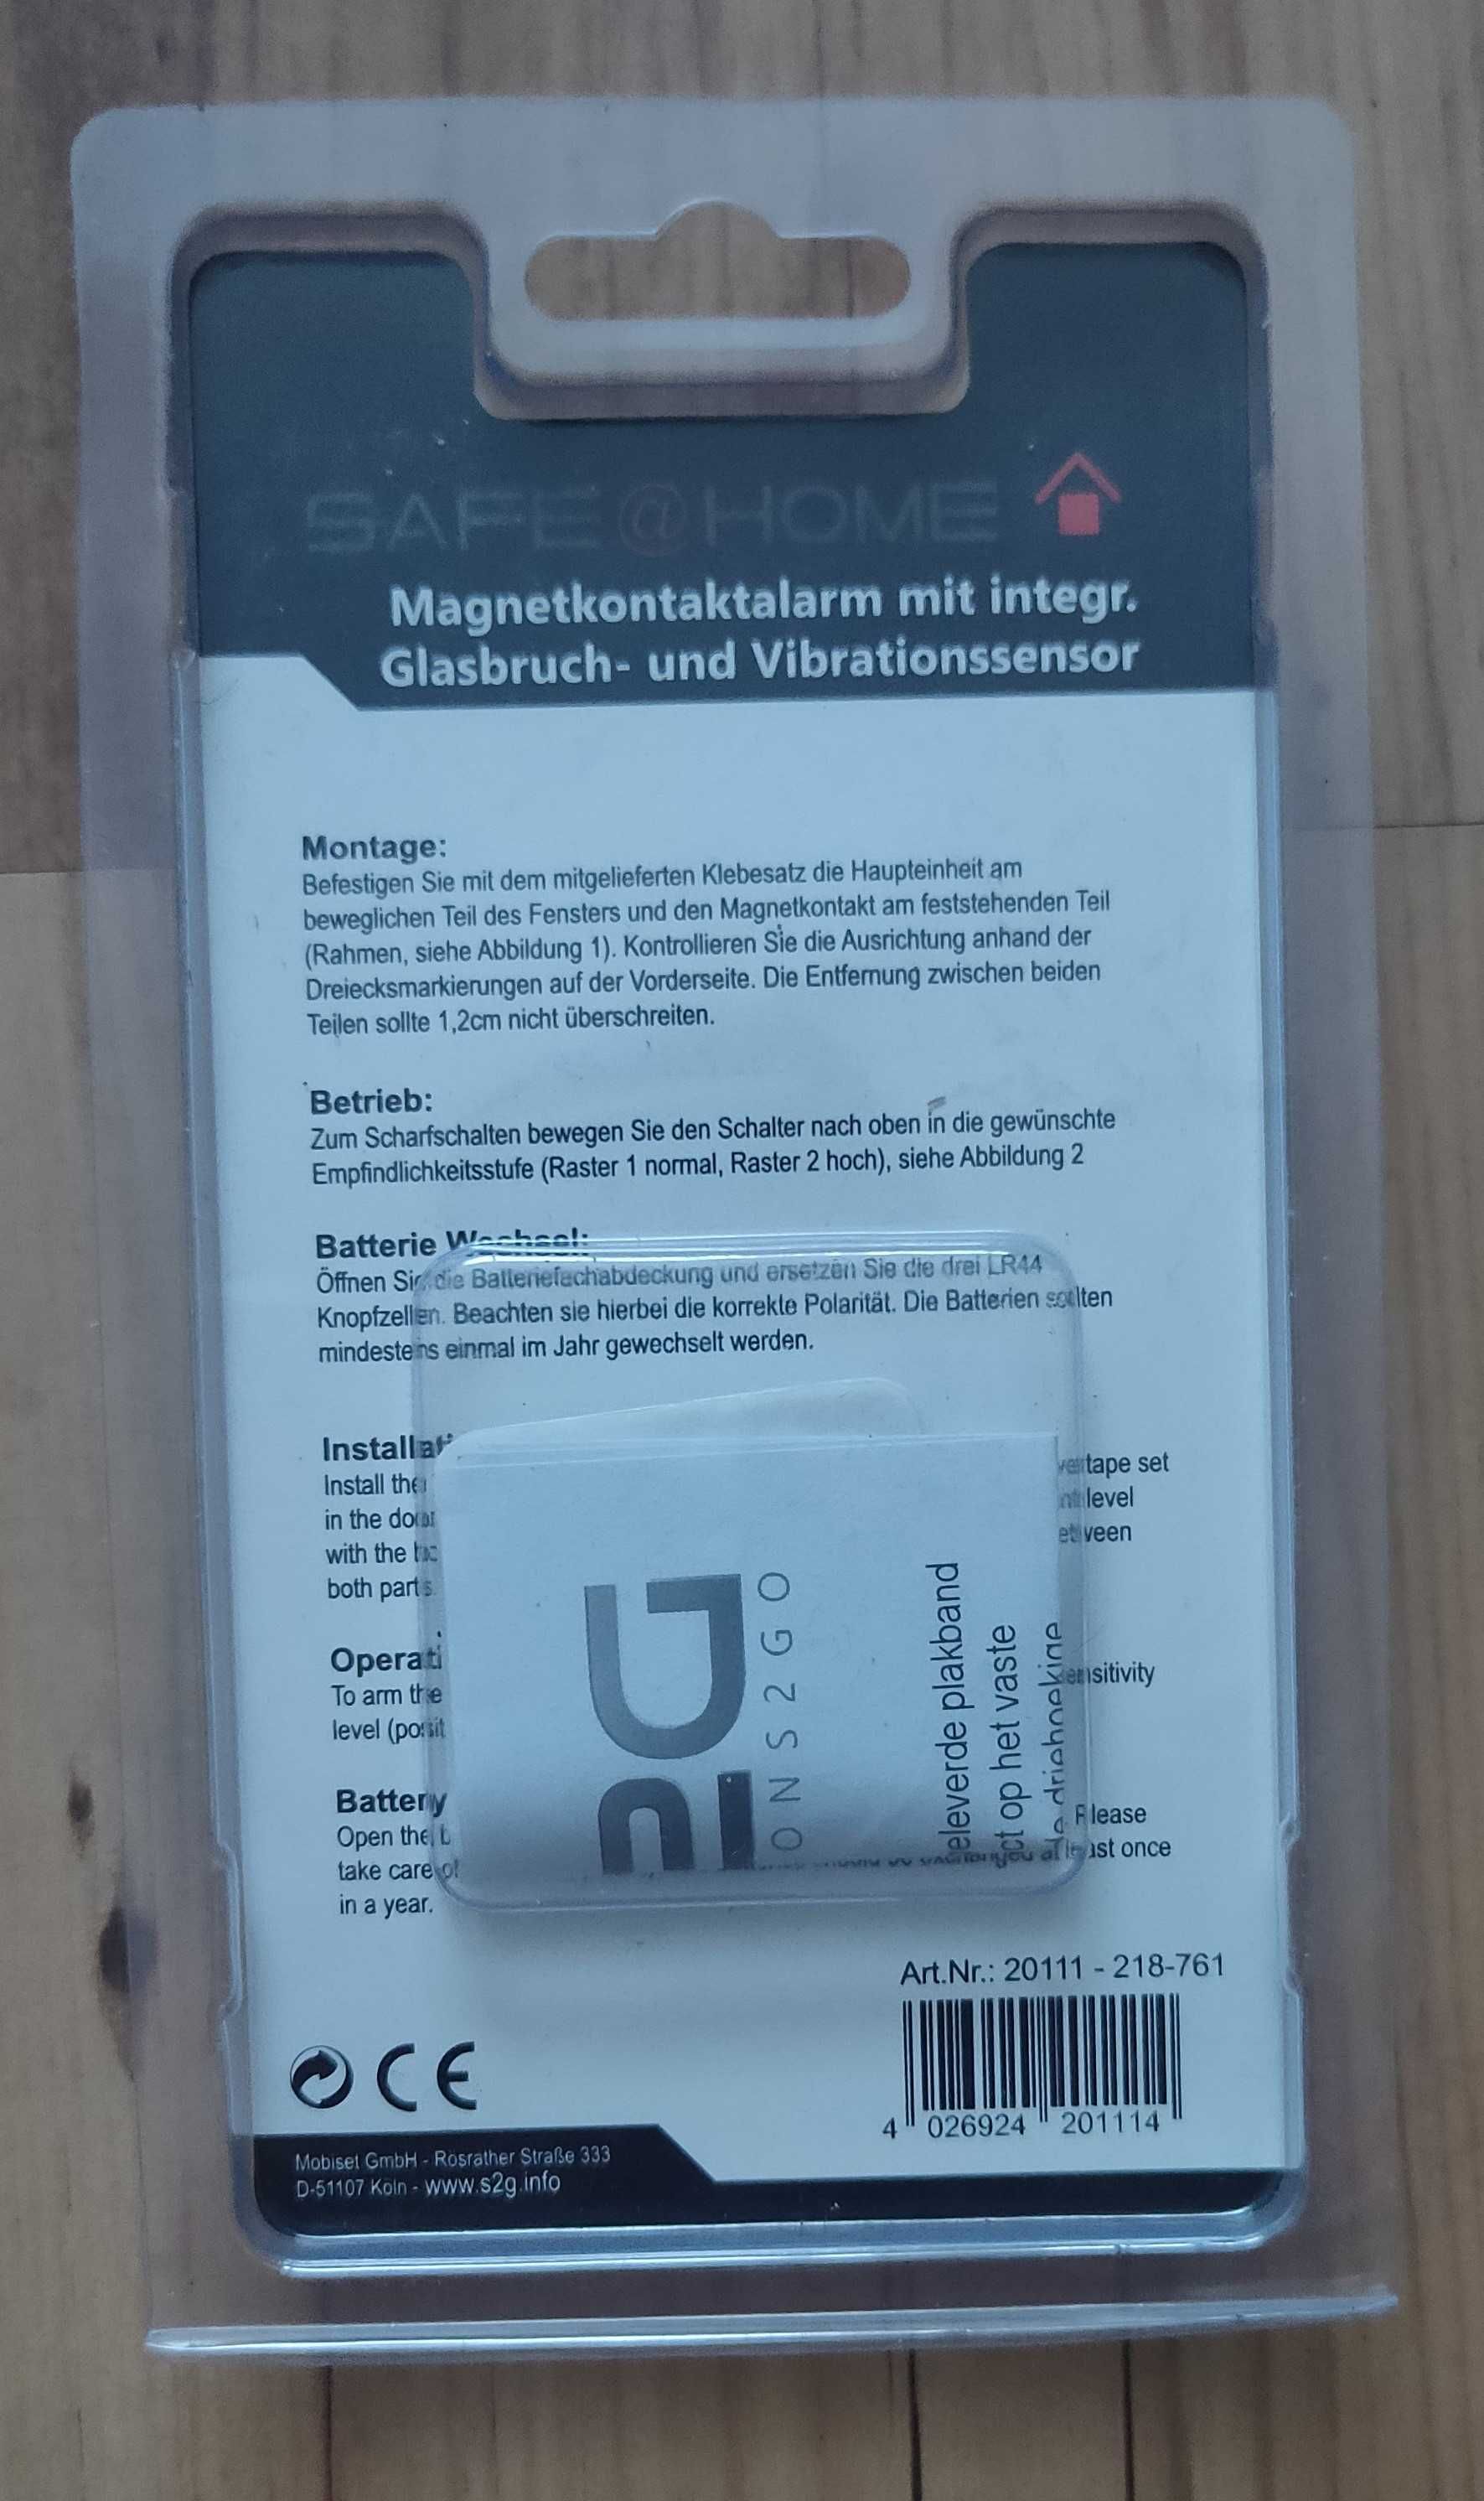 SAFE@HOME
Magnetkontaktalarm mit integr.
Glasbruch- und Vibrationssensor
Montage:
Befestigen Sie mit dem mitgelieferten Klebesatz die Haupteinheit am
beweglichen Teil des Fensters und den Magnetkontakt am feststehenden Teil
(Rahmen, siehe Abbildung 1). Kontrollieren Sie die Ausrichtung anhand der
Dreiecksmarkierungen auf der Vorderseite. Die Entfernung zwischen beiden
Teilen sollte 1,2cm nicht überschreiten.
Betrieb:
Zum Scharfschalten bewegen Sie den Schalter nach oben in die gewünschte
Empfindlichkeitsstufe (Raster 1 normal, Raster 2 hoch), siehe Abbildung 2
Batterie Wechsel:
Öffnen Sie die Batteriefachabdeckung und ersetzen Sie die drei LR44
Knopfzellen. Beachten sie hierbei die korrekte Polarität. Die Batterien sollten
mindestens einmal im Jahr gewechselt werden.
Install the
tape set
in the
level
with the
both parts
To arm the
sensitivity
level
Battery
Open the
Please
take care of
least once
in a year.
ONS2GO
eleverde plakband
ct op het vaste
Art.Nr.: 20111 - 218-761
4 026924 201114
CE
Mobiset GmbH - Rösrather Straße 333
D-51107 Köln - www.s2g.info